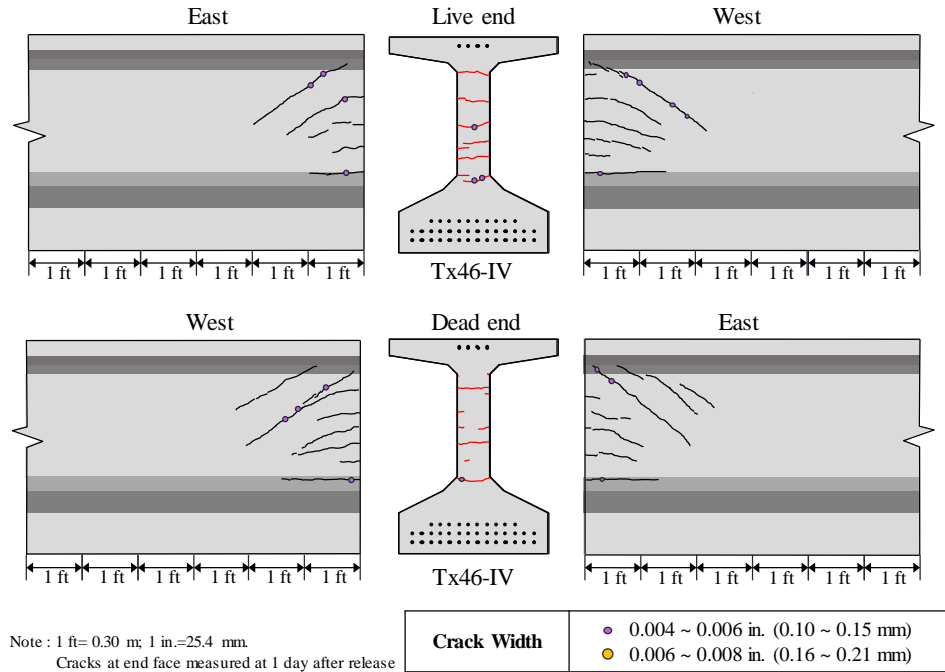 East Live end West
Tx46-IV
1 ft 1 ft 1 ft 1 ft 1 ft 1 ft 1 ft 1 ft 1 ft 1 ft 1 ft 1 ft
West Dead end East
Tx46-IV
1 ft 1 ft 1 ft 1 ft 1 ft 1 ft 1 ft 1 ft 1 ft 1 ft 1 ft 1 ft
Note : 1 ft= 0.30 m; 1 in.=25.4 mm.
Cracks at end face measured at 1 day after release
Crack Width
0.004 ~ 0.006 in. (0.10 ~ 0.15 mm)
0.006 ~ 0.008 in. (0.16 ~ 0.21 mm)